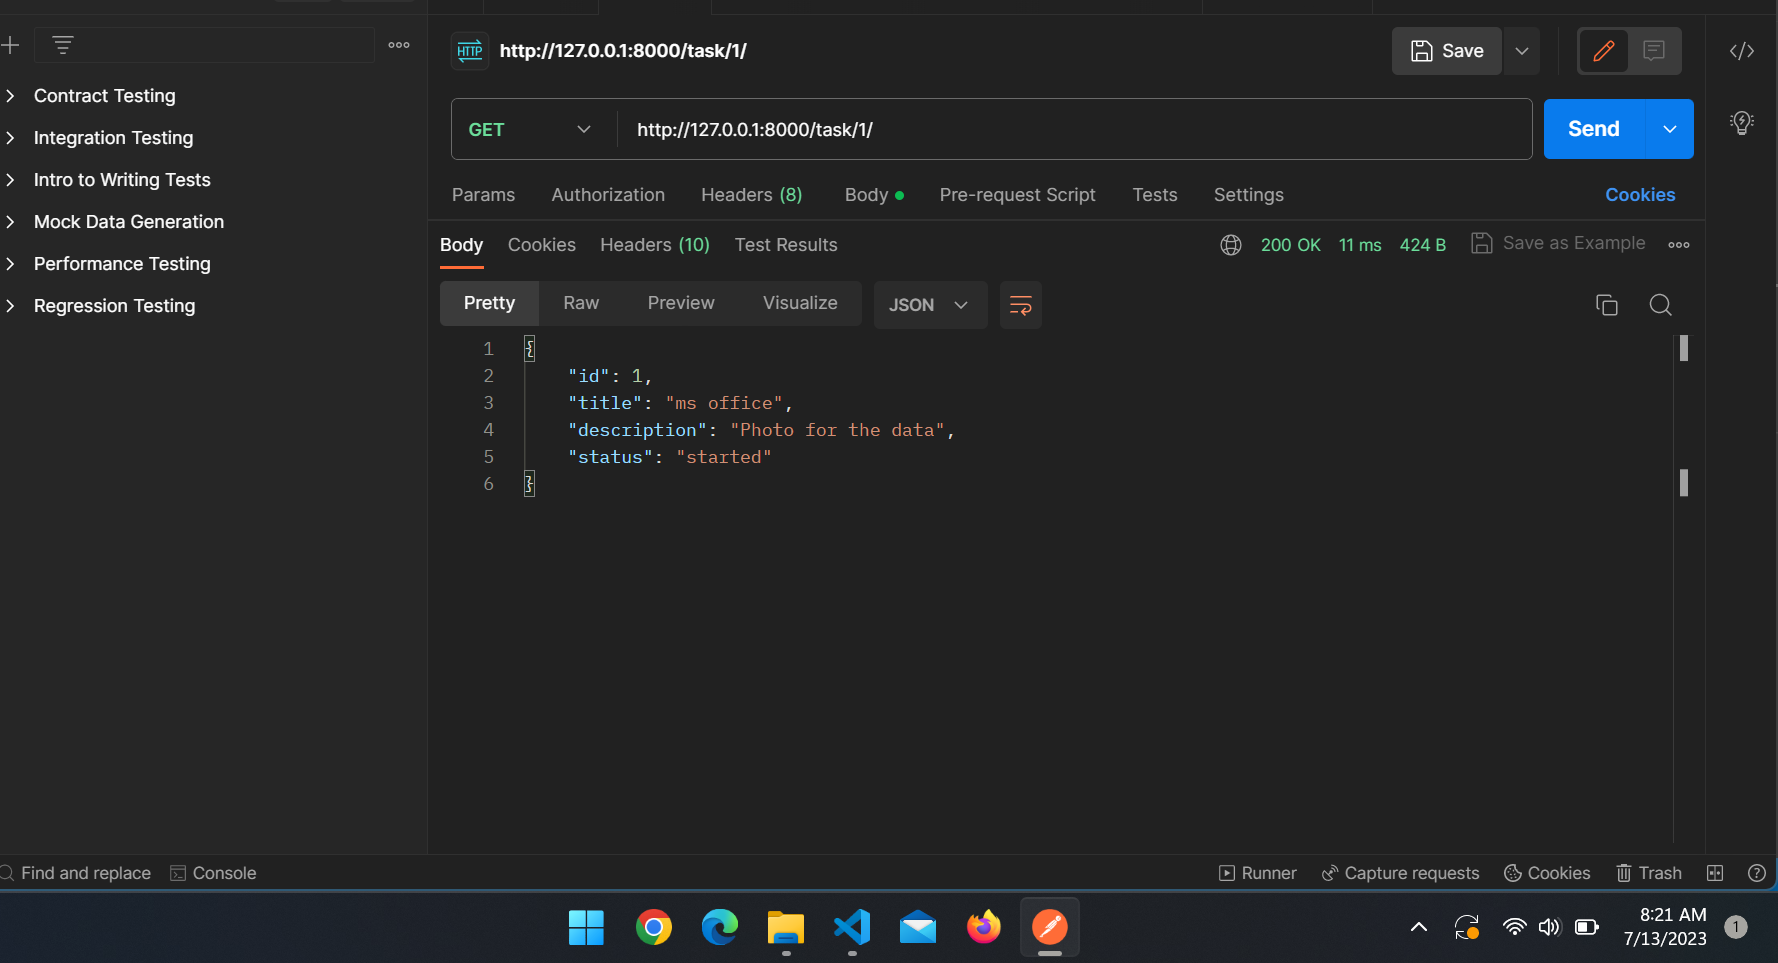 HTTP http://127.0.0.1:8000/task/1/
Save
GET http://127.0.0.1:8000/task/1/
Send
Params Authorization Headers (8) Body Pre-request Script Tests Settings Cookies
Contract Testing
Integration Testing
Intro to Writing Tests
Mock Data Generation
Performance Testing
Regression Testing
Body Cookies Headers (10) Test Results 200 OK 11 ms 424 B Save as Example
Pretty Raw Preview Visualize JSON
1 {
2 "id": 1,
3 "title": "ms office",
4 "description": "Photo for the data",
5 "status": "started"
6 }
Find and replace Console Runner Capture requests Cookies Trash
8:21 AM
7/13/2023
1